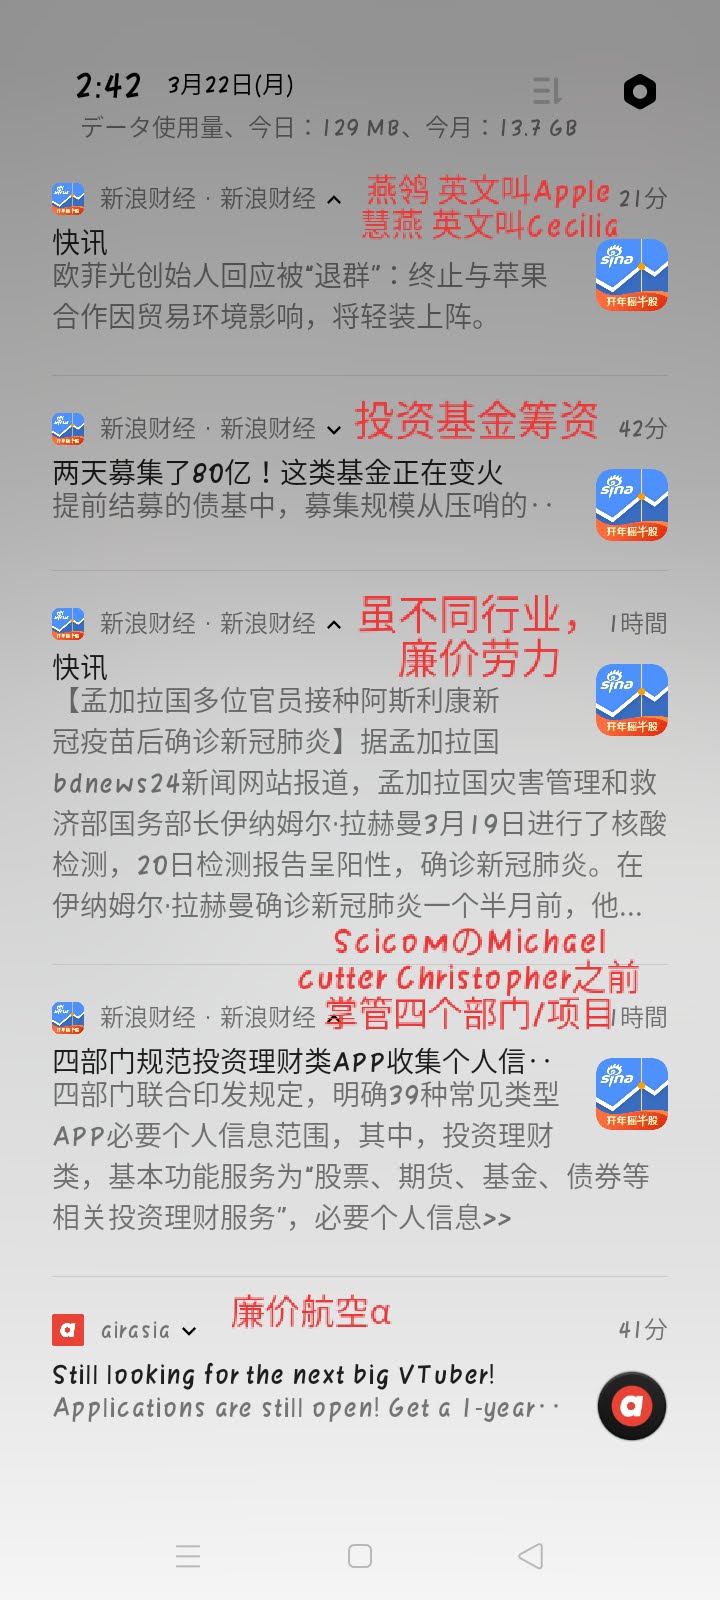 2:42 3月22日(月)
データ使用量、今日：129 MB、今月：13.7 GB
燕鸰 英文叫Apple
新浪财经 · 新浪财经 21分
慧燕 英文叫Cecilia
快讯
欧菲光创始人回应被“退群”：终止与苹果
合作因贸易环境影响，将轻装上阵。
sina
开年摇牛股
新浪财经 · 新浪财经 投资基金筹资 42分
两天募集了80亿！这类基金正在变火
提前结募的债基中，募集规模从压哨的··
sina
开年摇牛股
虽不同行业，
新浪财经 · 新浪财经 1時間
廉价劳力
快讯
【孟加拉国多位官员接种阿斯利康新
冠疫苗后确诊新冠肺炎】据孟加拉国
sina
开年摇牛股
bdnews24新闻网站报道，孟加拉国灾害管理和救
济部国务部长伊纳姆尔·拉赫曼3月19日进行了核酸
检测，20日检测报告呈阳性，确诊新冠肺炎。在
伊纳姆尔·拉赫曼确诊新冠肺炎一个半月前，他...
ScicomのMichael
cutter Christopher之前
掌管四个部门/项目
新浪财经 · 新浪财经 1時間
四部门规范投资理财类APP收集个人信··
四部门联合印发规定，明确39种常见类型
APP必要个人信息范围，其中，投资理财
类，基本功能服务为“股票、期货、基金、债券等
相关投资理财服务”，必要个人信息>>
sina
开年摇牛股
廉价航空α
a airasia 41分
Still looking for the next big VTuber!
Applications are still open! Get a 1-year··
a